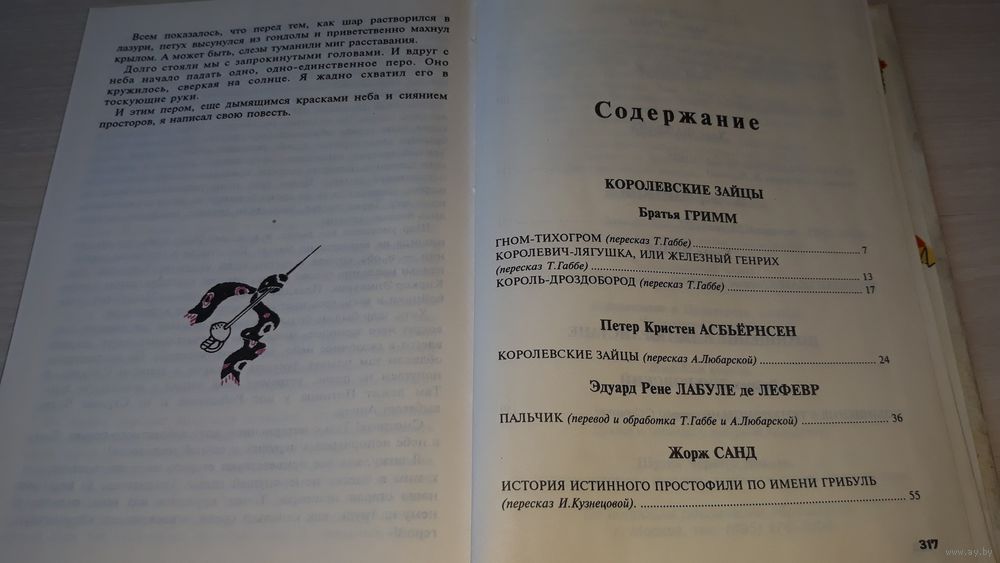 Всем показалось, что перед тем, как шар растворился в
лазури, петух высунулся из гондолы и приветственно махнул
крылом. А может быть, слезы туманили миг расставания.
Долго стояли мы с запрокинутыми головами. И вдруг с
неба начало падать одно, одно-единственное перо. Оно
кружилось, сверкая на солнце. Я жадно схватил его в
тоскующие руки.
И этим пером, еще дымящимся красками неба и сиянием
просторов, я написал свою повесть.
Содержание
КОРОЛЕВСКИЕ ЗАЙЦЫ
Братья ГРИММ
ГНОМ-ТИХОГРОМ (пересказ Т.Габбе) 7
КОРОЛЕВИЧ-ЛЯГУШКА, ИЛИ ЖЕЛЕЗНЫЙ ГЕНРИХ
(пересказ Т.Габбе) 13
КОРОЛЬ-ДРОЗДОБОРОД (пересказ Т.Габбе) 17
Петер Кристен АСБЬЁРНСЕН
КОРОЛЕВСКИЕ ЗАЙЦЫ (пересказ А.Любарской) 24
Эдуард Рене ЛАБУЛЕ де ЛЕФЕВР
ПАЛЬЧИК (перевод и обработка Т.Габбе и А.Любарской) 36
Жорж САНД
ИСТОРИЯ ИСТИННОГО ПРОСТОФИЛИ ПО ИМЕНИ ГРИБУЛЬ
(пересказ И.Кузнецовой). 55
317
www.ay.by